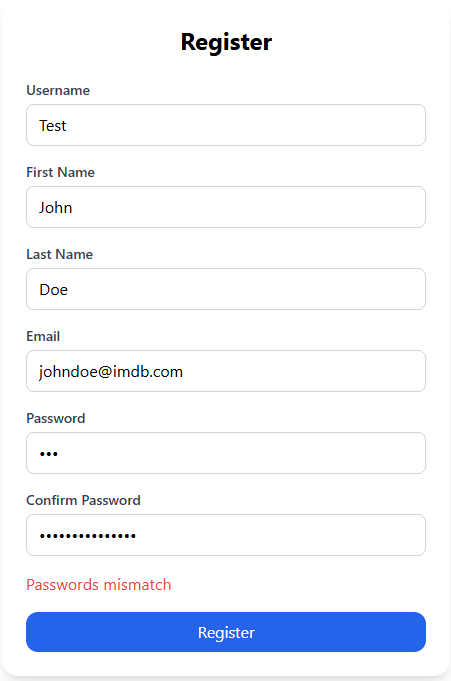 Register
Username
Test
First Name
John
Last Name
Doe
Email
johndoe@imdb.com
Password
•••
Confirm Password
•••••••••••••••
Passwords mismatch
Register